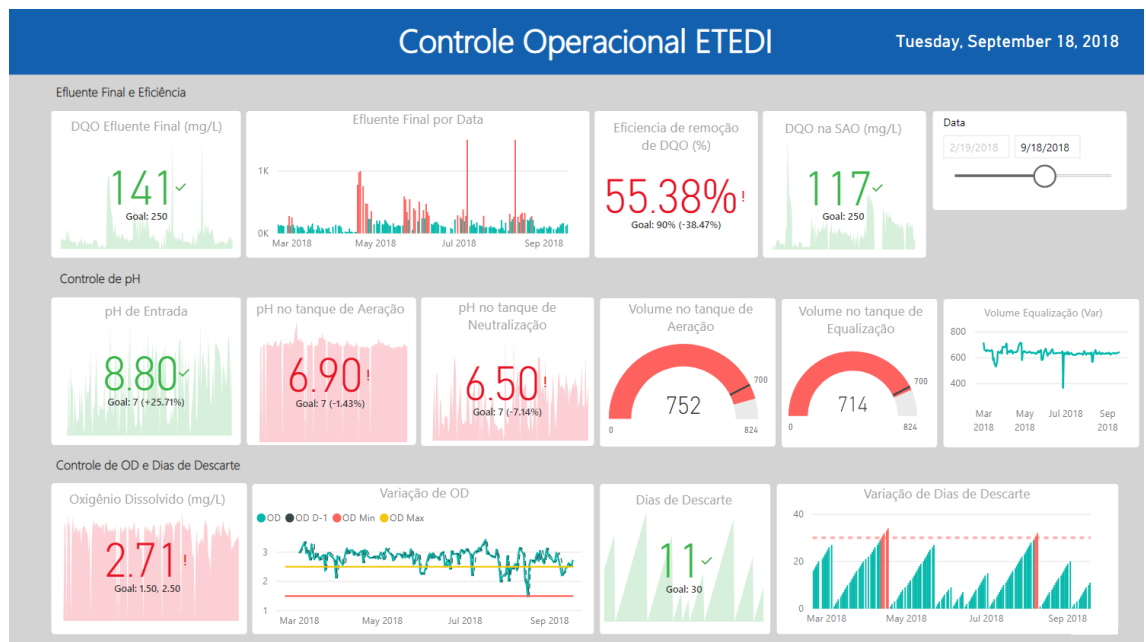 Controle Operacional ETEDI
Tuesday, September 18, 2018
Efluente Final e Eficiência
DQO Efluente Final (mg/L)
141
Goal: 250
Efluente Final por Data
1K
0K
Mar 2018 May 2018 Jul 2018 Sep 2018
Eficiencia de remoção
de DQO (%)
55.38%!
Goal: 90% (-38.47%)
DQO na SAO (mg/L)
117
Goal: 250
Data
2/19/2018 9/18/2018
Controle de pH
pH de Entrada
8.80
Goal: 7 (+25.71%)
pH no tanque de Aeração
6.90!
Goal: 7 (-1.43%)
pH no tanque de
Neutralização
6.50!
Goal: 7 (-7.14%)
Volume no tanque de
Aeração
700
752
0 824
Volume no tanque de
Equalização
700
714
0 824
Volume Equalização (Var)
800
600
400
Mar May Jul 2018 Sep
2018 2018 2018
Controle de OD e Dias de Descarte
Oxigênio Dissolvido (mg/L)
2.71!
Goal: 1.50, 2.50
Variação de OD
OD OD D-1 OD Min OD Max
3
2
1
Mar 2018 May 2018 Jul 2018 Sep 2018
Dias de Descarte
11
Goal: 30
Variação de Dias de Descarte
40
20
0
Mar 2018 May 2018 Jul 2018 Sep 2018